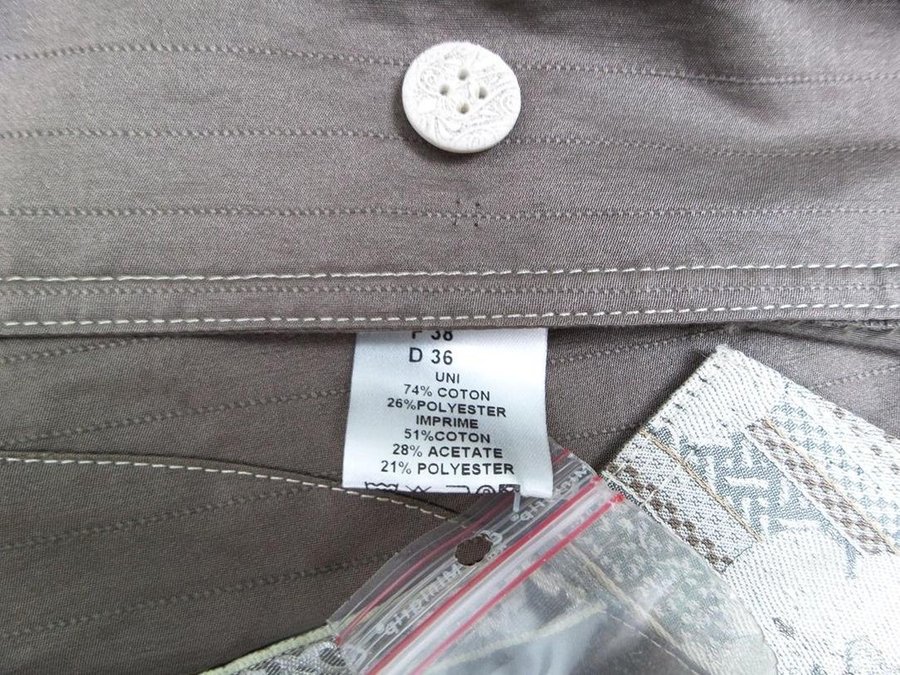 F 38
D 36
UNI
74% COTON
26%POLYESTER
IMPRIME
51%COTON
28% ACETATE
21% POLYESTER